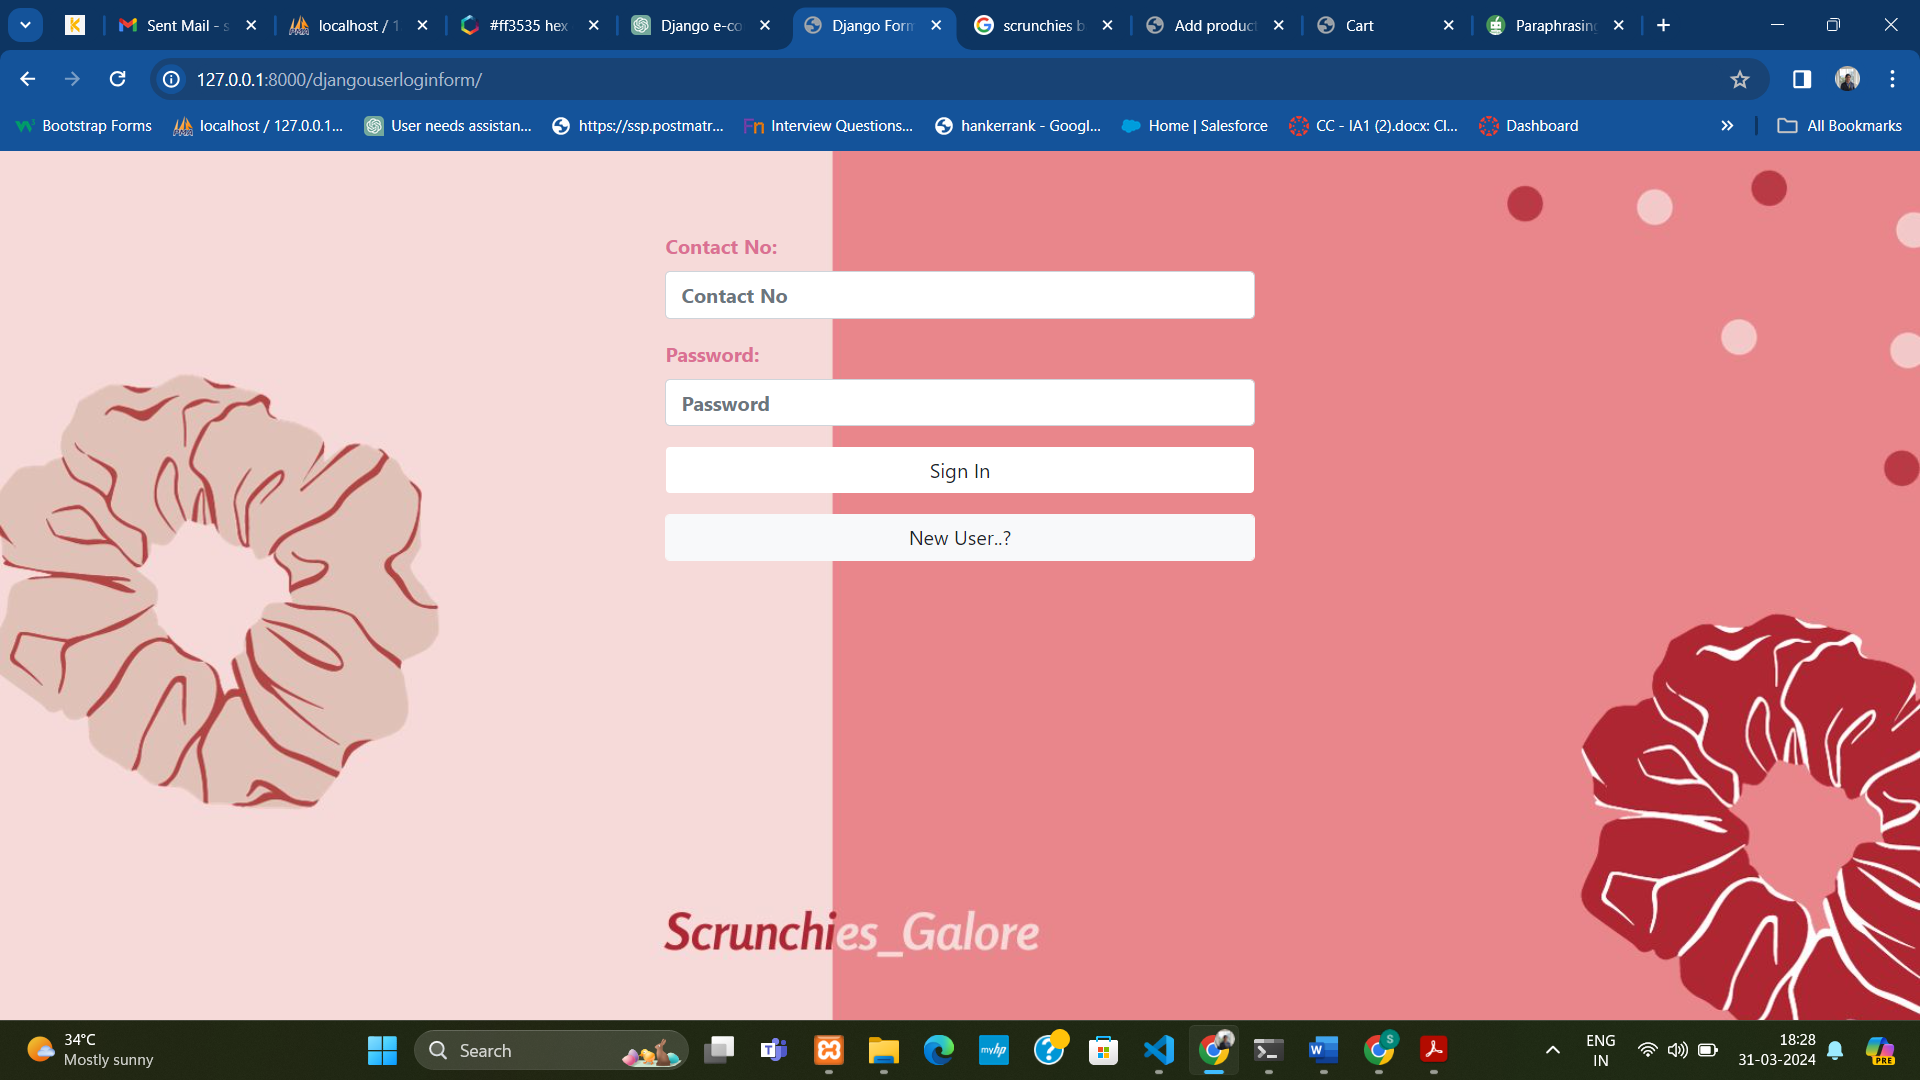 Sent Mail - s
localhost / 1
#ff3535 hex
Django e-co
Django Form
scrunchies b
Add product
Cart
Paraphrasing
127.0.0.1:8000/djangouserloginform/
Bootstrap Forms
localhost / 127.0.0.1...
User needs assistan...
https://ssp.postmatr...
Interview Questions...
hankerrank - Googl...
Home | Salesforce
CC - IA1 (2).docx: Cl...
Dashboard
All Bookmarks
Contact No:
Contact No
Password:
Password
Sign In
New User..?
Scrunchies_Galore
34°C
Mostly sunny
Search
myhp
ENG
IN
18:28
31-03-2024
PRE